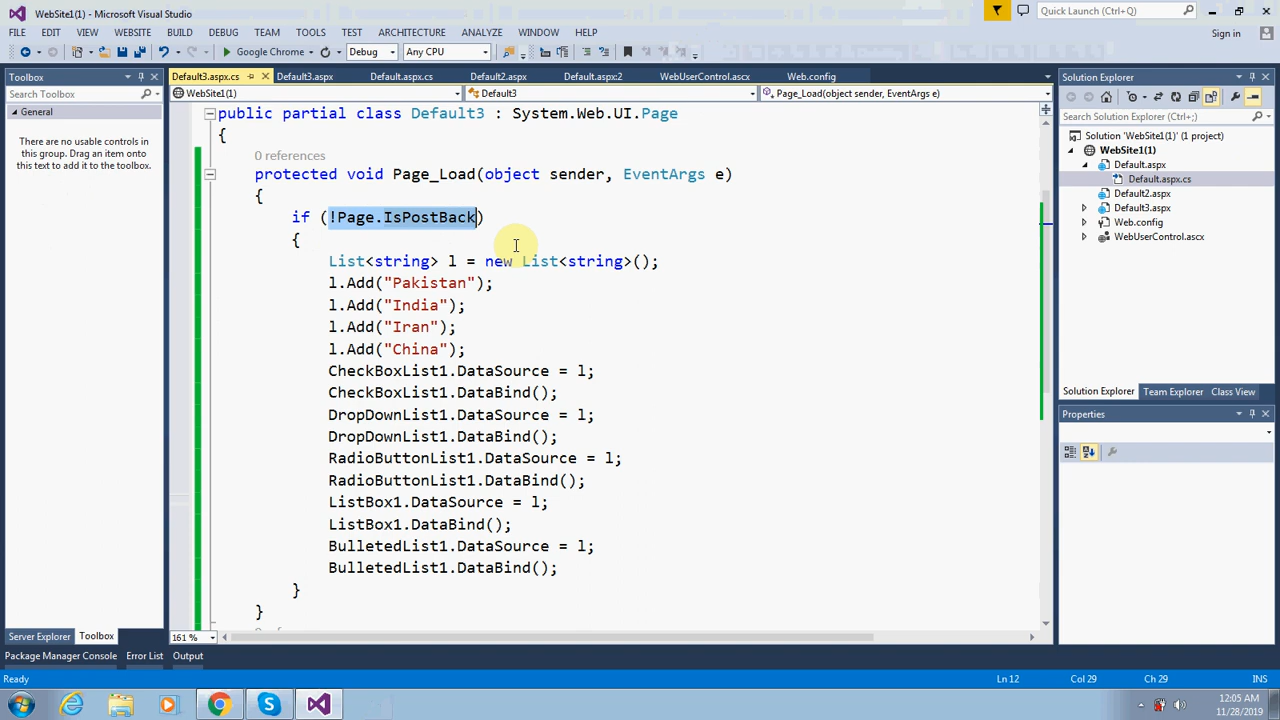 WebSite1(1) - Microsoft Visual Studio
Quick Launch (Ctrl+Q)
FILE EDIT VIEW WEBSITE BUILD DEBUG TEAM TOOLS TEST ARCHITECTURE ANALYZE WINDOW HELP
Sign in
Google Chrome Debug Any CPU
Toolbox
Search Toolbox
General
There are no usable controls in
this group. Drag an item onto
this text to add it to the toolbox.
Server Explorer Toolbox
Default3.aspx.cs Default3.aspx Default.aspx.cs Default2.aspx Default.aspx:2 WebUserControl.ascx Web.config
WebSite1(1) Default3 Page_Load(object sender, EventArgs e)
public partial class Default3 : System.Web.UI.Page
{
0 references
protected void Page_Load(object sender, EventArgs e)
{
if (!Page.IsPostBack)
{
List<string> l = new List<string>();
l.Add("Pakistan");
l.Add("India");
l.Add("Iran");
l.Add("China");
CheckBoxList1.DataSource = l;
CheckBoxList1.DataBind();
DropDownList1.DataSource = l;
DropDownList1.DataBind();
RadioButtonList1.DataSource = l;
RadioButtonList1.DataBind();
ListBox1.DataSource = l;
ListBox1.DataBind();
BulletedList1.DataSource = l;
BulletedList1.DataBind();
}
}
161 %
Solution Explorer
Search Solution Explorer (Ctrl+;)
Solution 'WebSite1(1)' (1 project)
WebSite1(1)
Default.aspx
Default.aspx.cs
Default2.aspx
Default3.aspx
Web.config
WebUserControl.ascx
Solution Explorer Team Explorer Class View
Properties
Package Manager Console Error List Output
Ready Ln 12 Col 29 Ch 29 INS
12:05 AM
11/28/2019